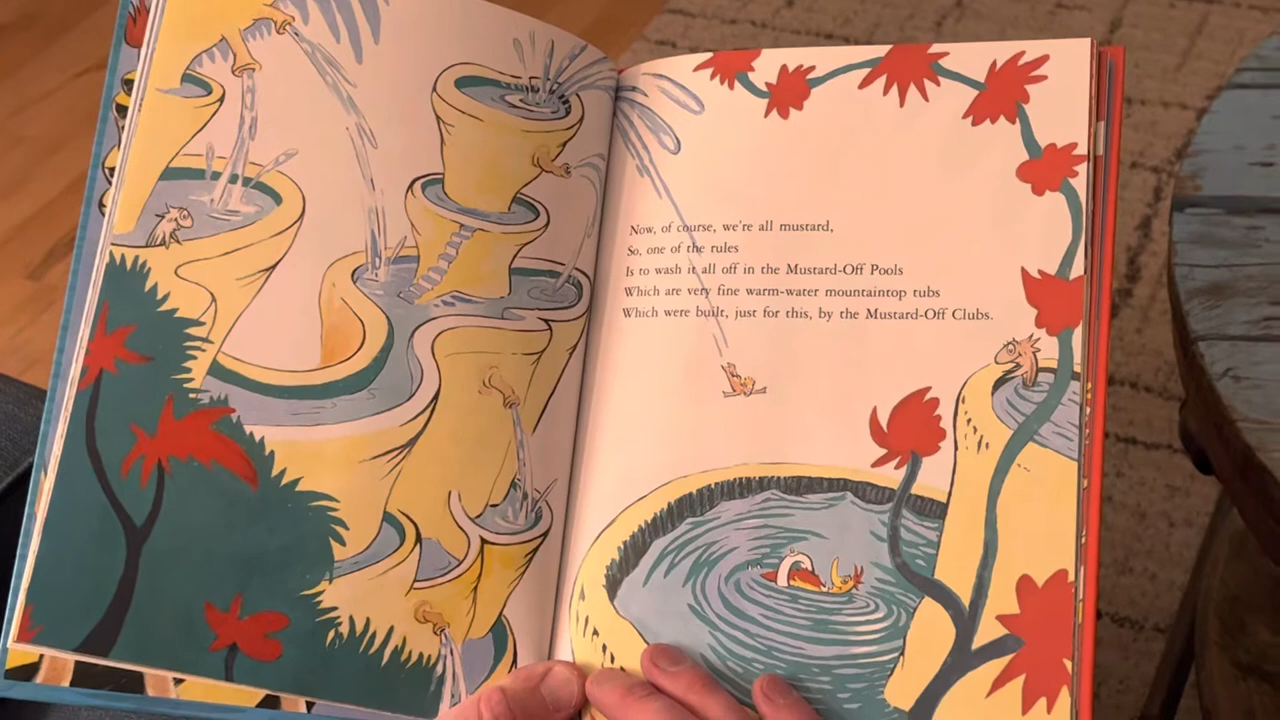 Now, of course, we're all mustard,
So, one of the rules
Is to wash it all off in the Mustard-Off Pools
Which are very fine warm-water mountaintop tubs
Which were built, just for this, by the Mustard-Off Clubs.